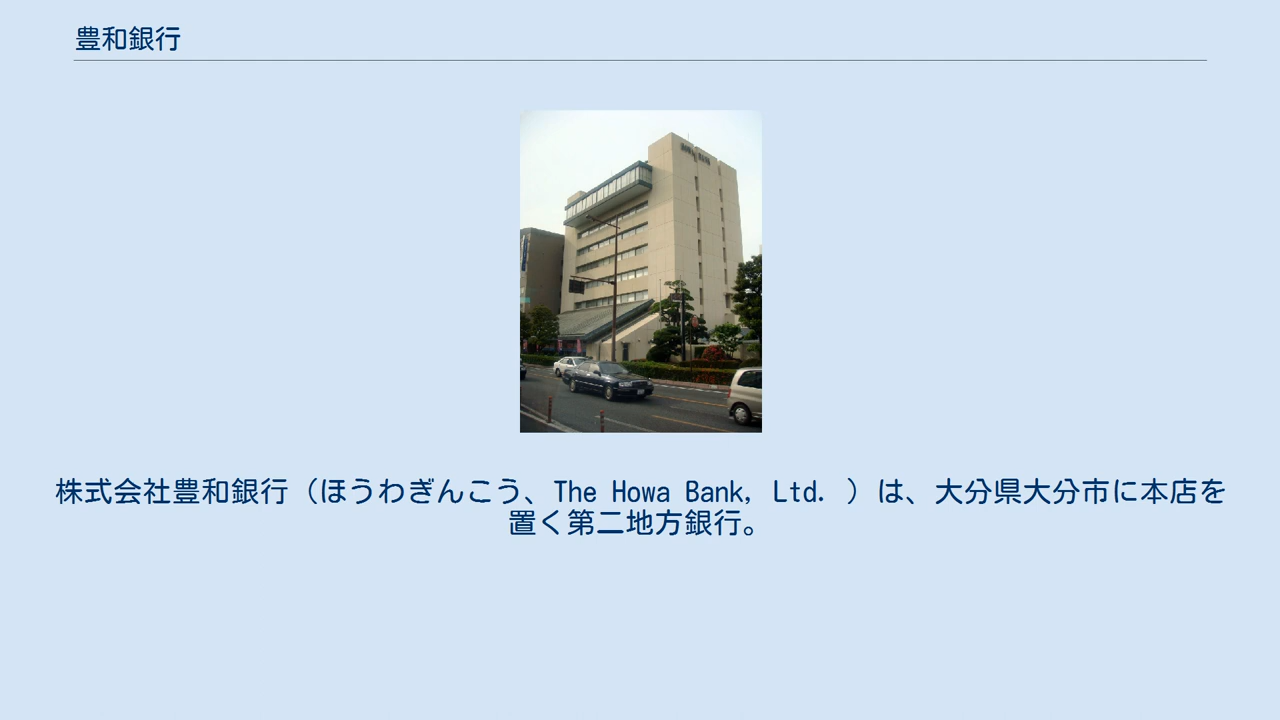 豊和銀行
株式会社豊和銀行（ほうわぎんこう、The Howa Bank, Ltd. ）は、大分県大分市に本店を
置く第二地方銀行。